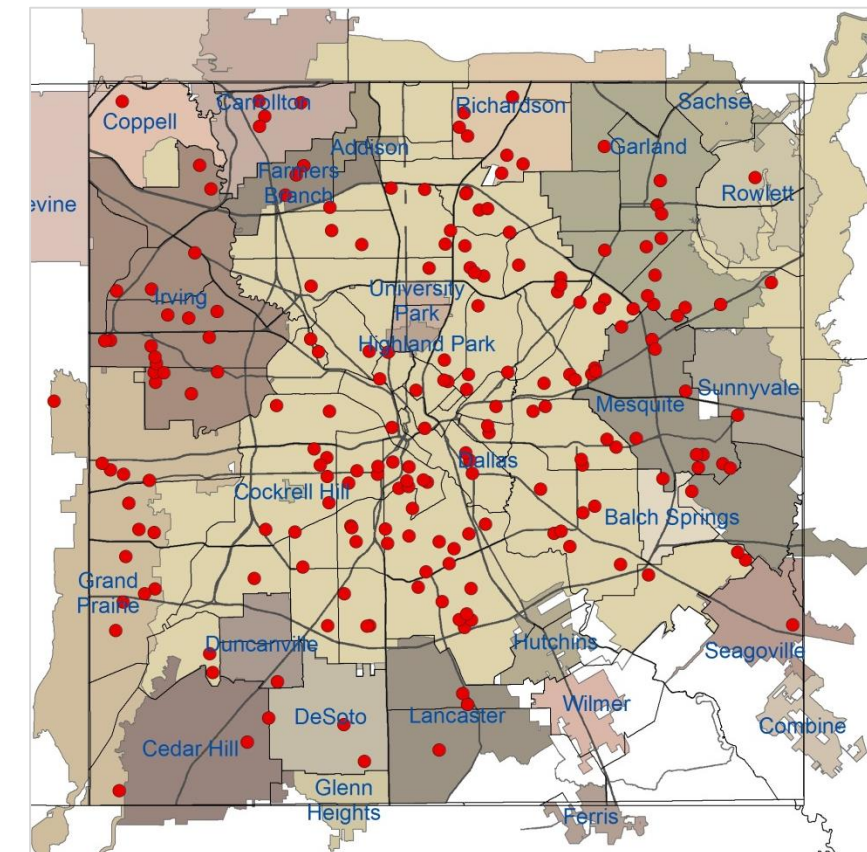 Coppell
Carrollton
Richardson
Sachse
Addison
Garland
Farmers
Branch
Rowlett
evine
Irving
University
Park
Highland Park
Mesquite
Sunnyvale
Dallas
Cockrell Hill
Balch Springs
Grand
Prairie
Duncanville
Hutchins
Seagoville
DeSoto
Lancaster
Wilmer
Combine
Cedar Hill
Glenn
Heights
Ferris